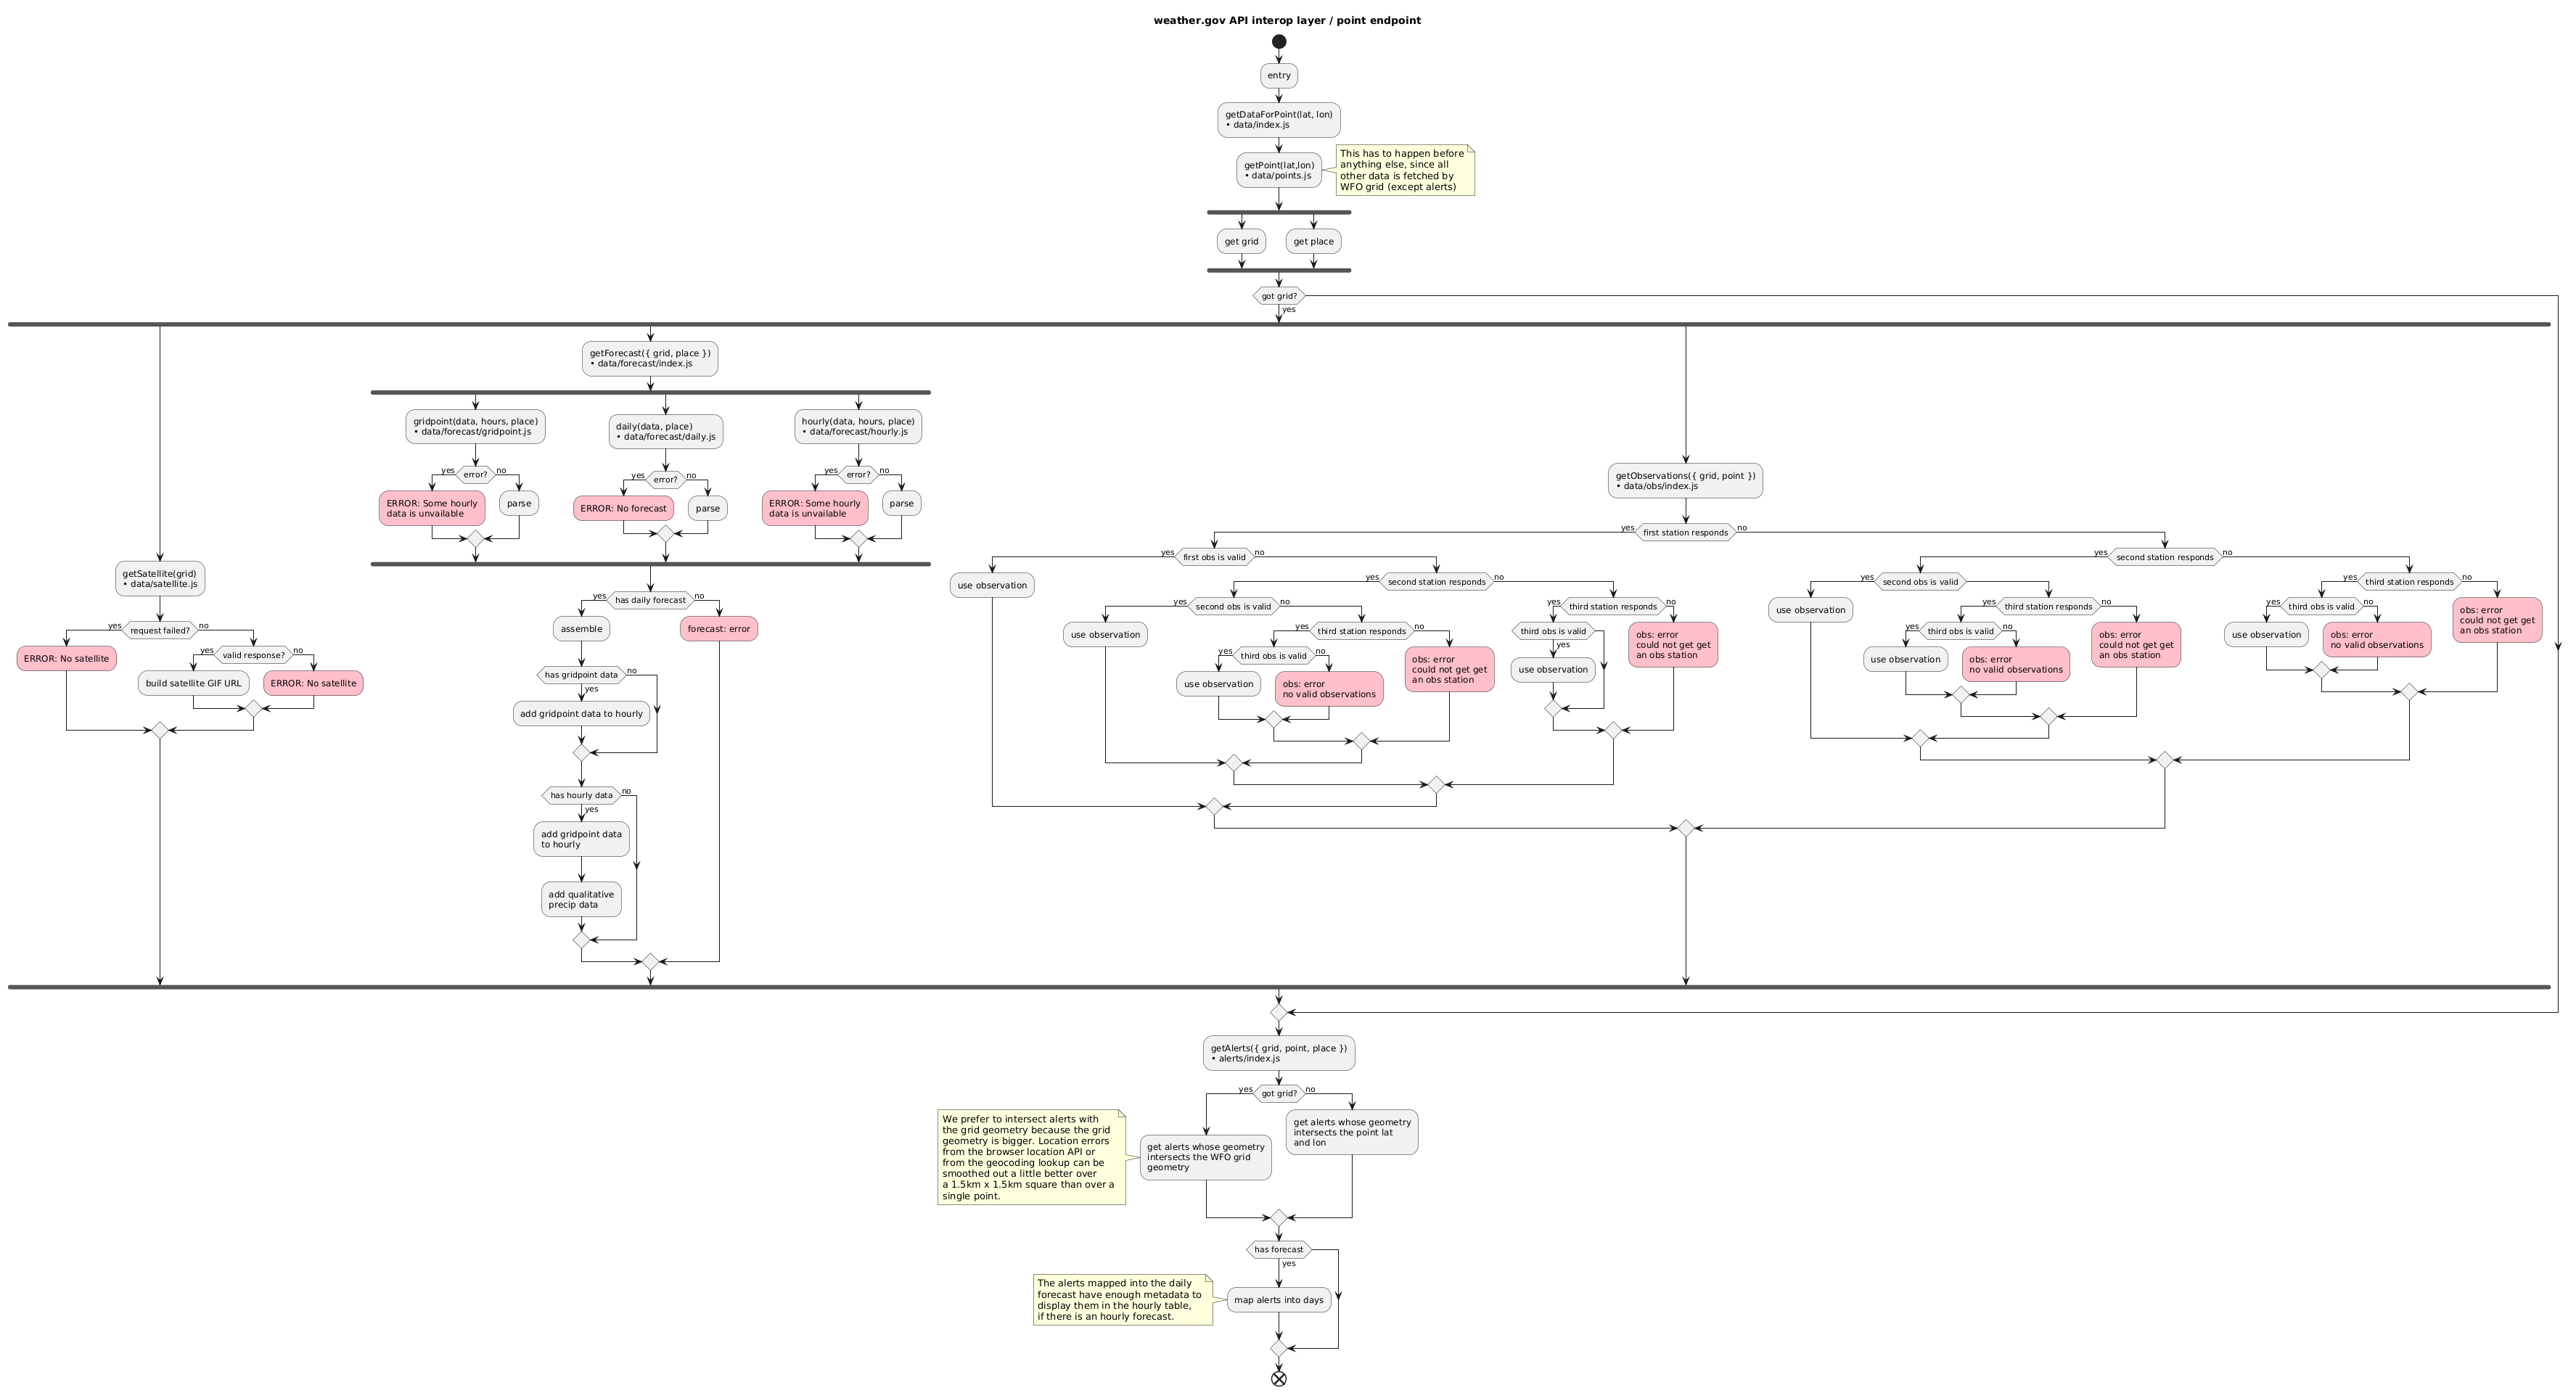 weather.gov API interop layer / point endpoint
entry
getDataForPoint(lat, lon)
• data/index.js
getPoint(lat,lon)
• data/points.js
This has to happen before
anything else, since all
other data is fetched by
WFO grid (except alerts)
get grid
get place
got grid?
yes
getSatellite(grid)
• data/satellite.js
yes
request failed?
no
ERROR: No satellite
yes
valid response?
no
build satellite GIF URL
ERROR: No satellite
getForecast({ grid, place })
• data/forecast/index.js
gridpoint(data, hours, place)
• data/forecast/gridpoint.js
yes
error?
no
ERROR: Some hourly
data is unvailable
parse
daily(data, place)
• data/forecast/daily.js
yes
error?
no
ERROR: No forecast
parse
hourly(data, hours, place)
• data/forecast/hourly.js
yes
error?
no
ERROR: Some hourly
data is unvailable
parse
yes
has daily forecast
no
assemble
forecast: error
has gridpoint data
no
yes
add gridpoint data to hourly
has hourly data
no
yes
add gridpoint data
to hourly
add qualitative
precip data
getObservations({ grid, point })
• data/obs/index.js
yes
first station responds
no
yes
first obs is valid
no
use observation
yes
second station responds
no
yes
second obs is valid
no
use observation
yes
third station responds
no
yes
third obs is valid
no
use observation
obs: error
no valid observations
obs: error
could not get get
an obs station
yes
third station responds
no
third obs is valid
yes
use observation
obs: error
could not get get
an obs station
yes
second station responds
no
yes
second obs is valid
use observation
yes
third station responds
no
yes
third obs is valid
no
use observation
obs: error
no valid observations
obs: error
could not get get
an obs station
yes
third station responds
no
yes
third obs is valid
no
use observation
obs: error
no valid observations
obs: error
could not get get
an obs station
getAlerts({ grid, point, place })
• alerts/index.js
yes
got grid?
no
We prefer to intersect alerts with
the grid geometry because the grid
geometry is bigger. Location errors
from the browser location API or
from the geocoding lookup can be
smoothed out a little better over
a 1.5km x 1.5km square than over a
single point.
get alerts whose geometry
intersects the WFO grid
geometry
get alerts whose geometry
intersects the point lat
and lon
has forecast
yes
The alerts mapped into the daily
forecast have enough metadata to
display them in the hourly table,
if there is an hourly forecast.
map alerts into days